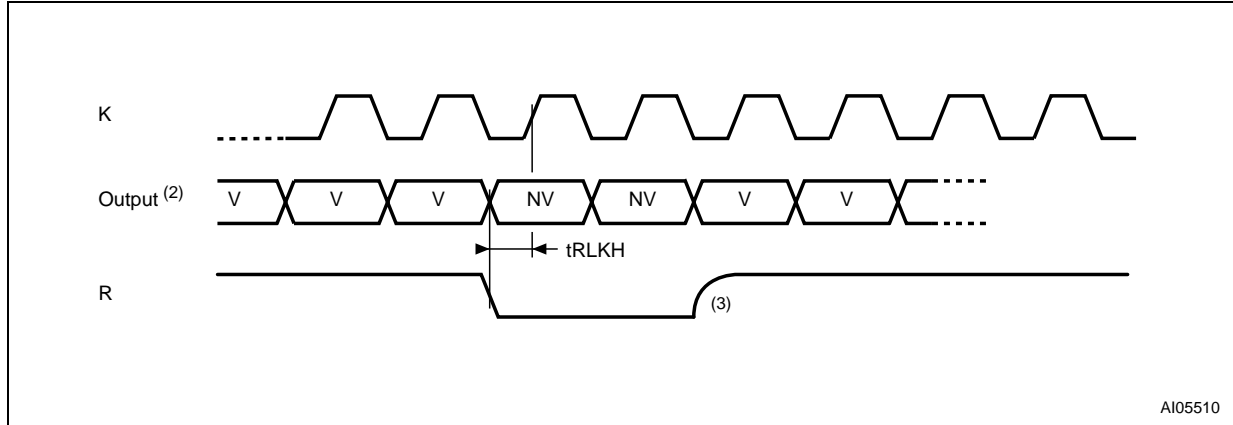 K
Output (2) V V V NV NV V V
tRLKH
R (3)
AI05510